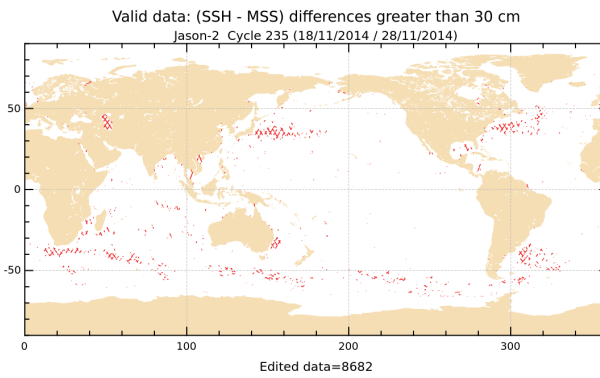 Valid data: (SSH - MSS) differences greater than 30 cm
Jason-2 Cycle 235 (18/11/2014 / 28/11/2014)
50
0
-50
0 100 200 300
Edited data=8682